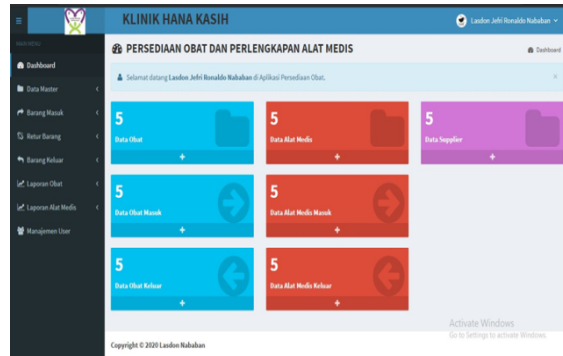 KLINIK HANA KASIH
Lasdon Jefri Ronaldo Nababan
MAIN MENU
Dashboard
Data Master
Barang Masuk
Retur Barang
Barang Keluar
Laporan Obat
Laporan Alat Medis
Manajemen User
PERSEDIAAN OBAT DAN PERLENGKAPAN ALAT MEDIS
Dashboard
Selamat datang Lasdon Jefri Ronaldo Nababan di Aplikasi Persediaan Obat.
5
Data Obat
5
Data Alat Medis
5
Data Supplier
5
Data Obat Masuk
5
Data Alat Medis Masuk
5
Data Obat Keluar
5
Data Alat Medis Keluar
Activate Windows
Go to Settings to activate Windows.
Copyright © 2020 Lasdon Nababan